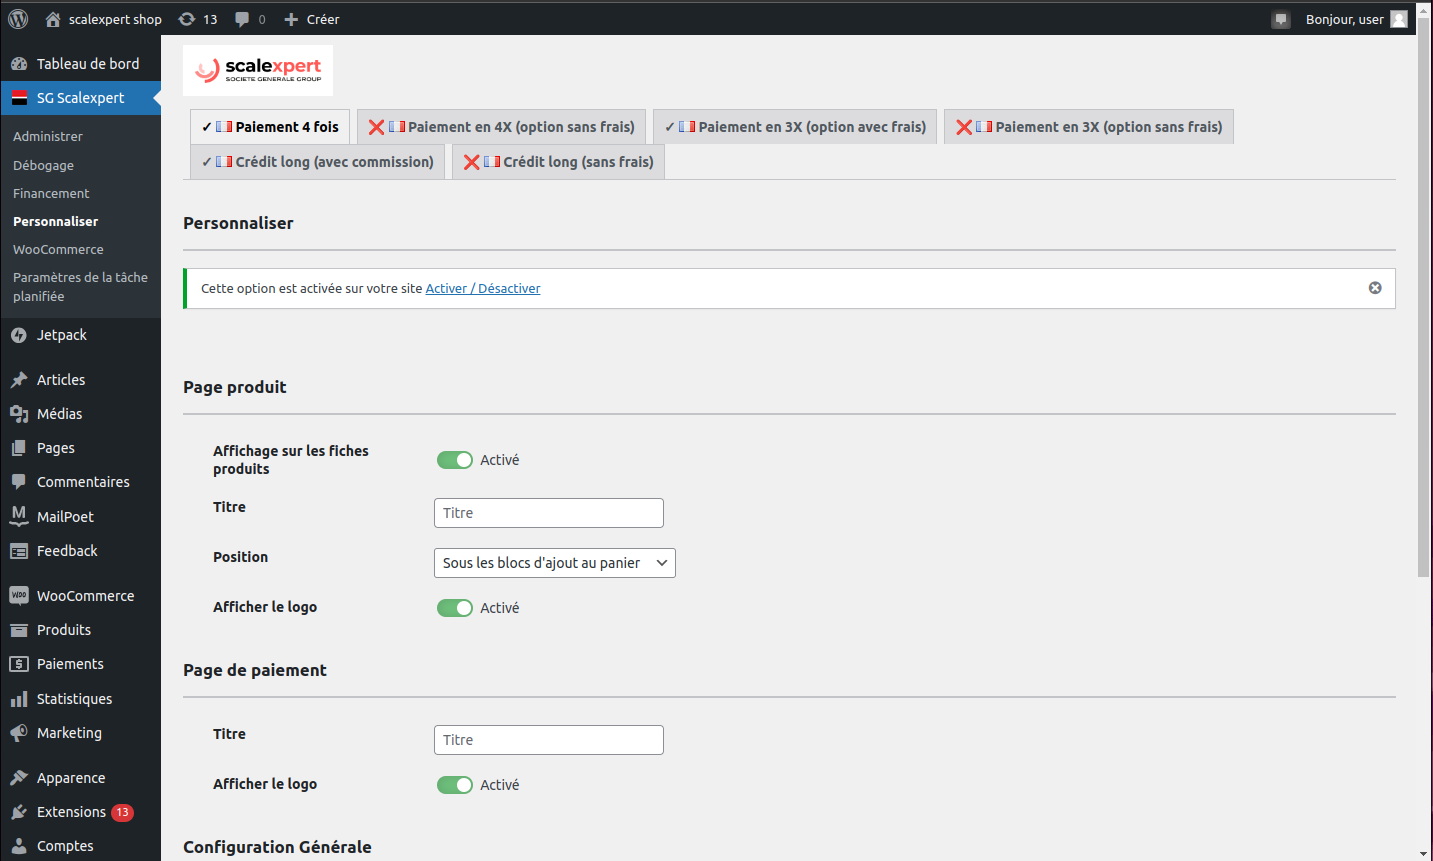 scalexpert shop
13
0
Créer
Bonjour, user
Tableau de bord
SG Scalexpert
Administrer
Débogage
Financement
Personnaliser
WooCommerce
Paramètres de la tâche
planifiée
Jetpack
Articles
Médias
Pages
Commentaires
MailPoet
Feedback
WooCommerce
Produits
Paiements
Statistiques
Marketing
Apparence
Extensions 13
Comptes
scalexpert
SOCIETE GENERALE GROUP
✓ Paiement 4 fois
❌ Paiement en 4X (option sans frais)
✓ Paiement en 3X (option avec frais)
❌ Paiement en 3X (option sans frais)
✓ Crédit long (avec commission)
❌ Crédit long (sans frais)
Personnaliser
Cette option est activée sur votre site Activer / Désactiver
Page produit
Affichage sur les fiches
produits
Activé
Titre
Titre
Position
Sous les blocs d'ajout au panier
Afficher le logo
Activé
Page de paiement
Titre
Titre
Afficher le logo
Activé
Configuration Générale